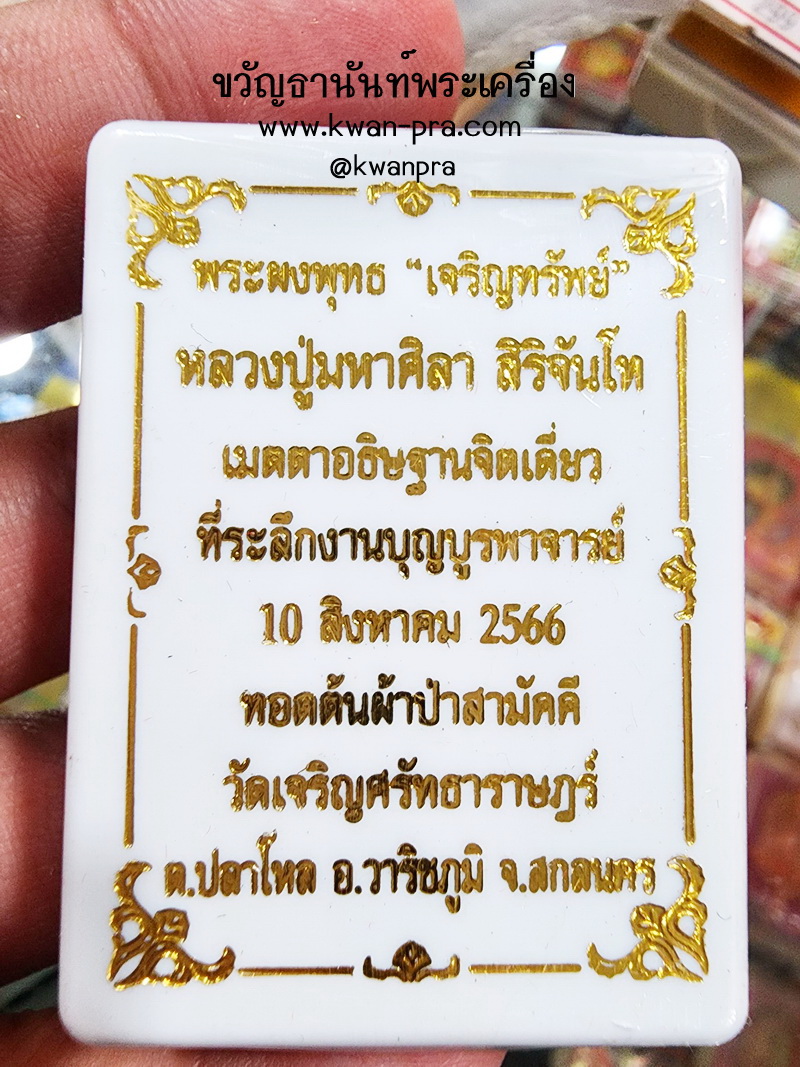 ขวัญธานันท์พระเครื่อง
www.kwan-pra.com
@kwanpra
พระผงพุทธ "เจริญทรัพย์"
หลวงปู่มหาศิลา สิริจันโท
เมตตาอธิษฐานจิตเดี่ยว
ที่ระลึกงานบุญบูรพาจารย์
10 สิงหาคม 2566
ทอดต้นผ้าป่าสามัคคี
วัดเจริญศรัทธาราษฎร์
ต.ปลาโหล อ.วาริชภูมิ จ.สกลนคร